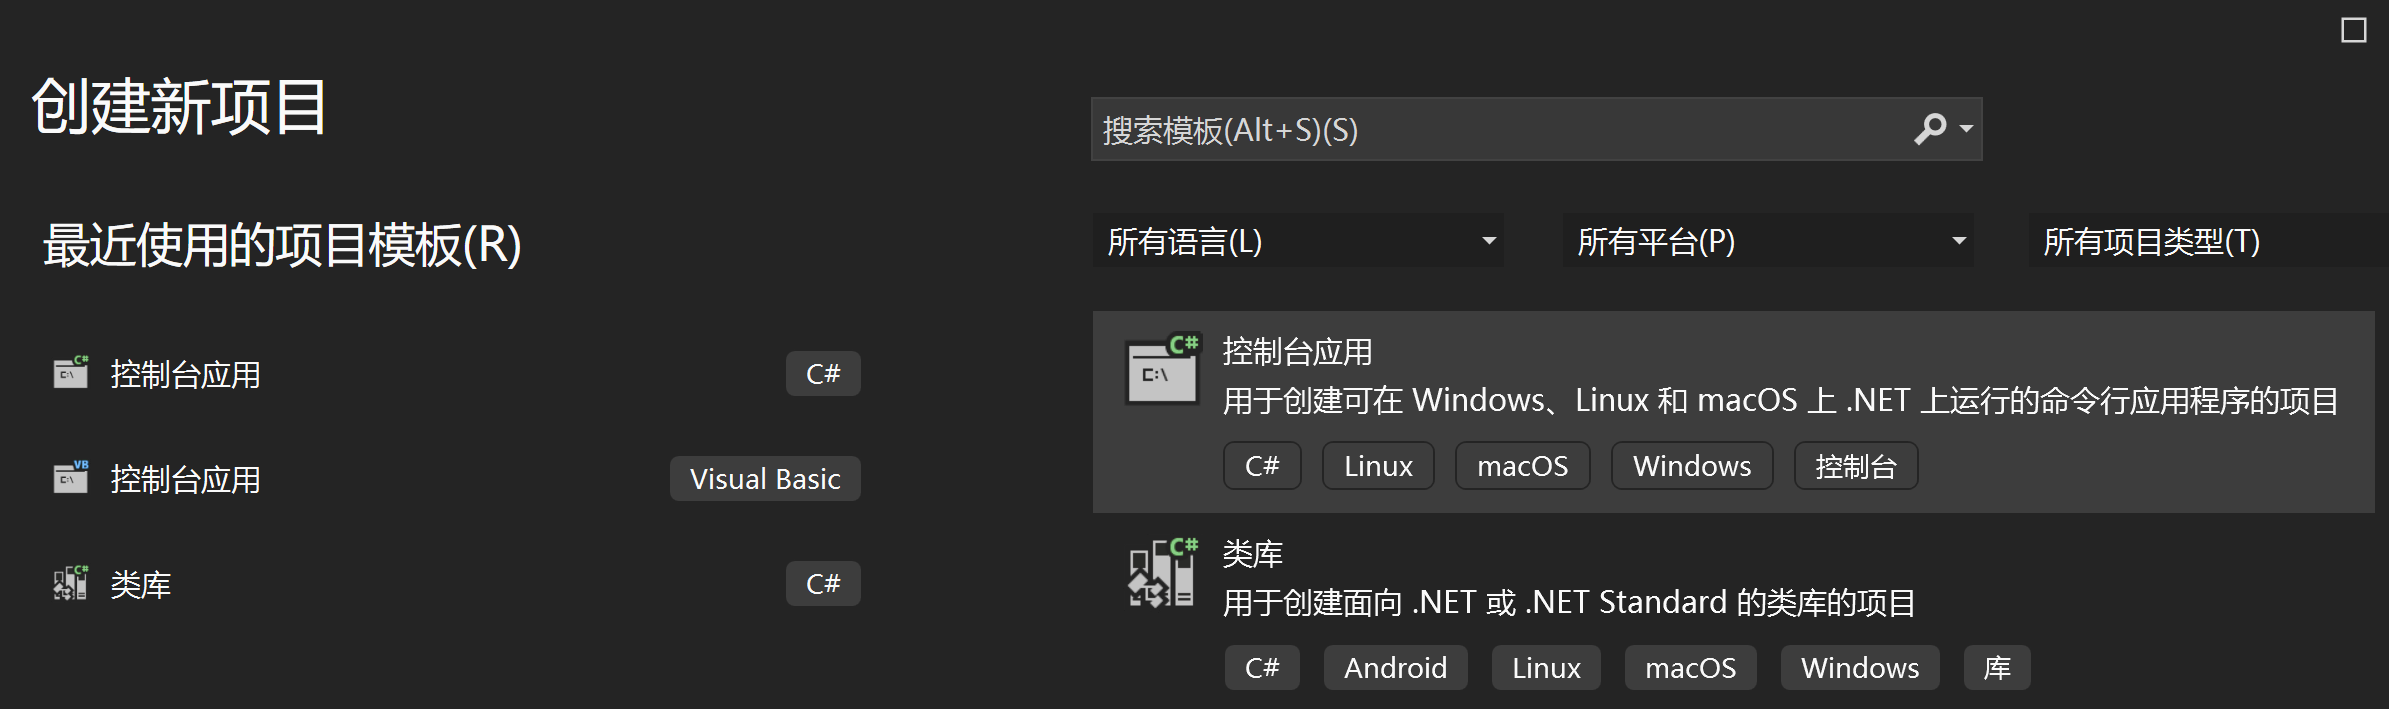 创建新项目
搜索模板(Alt+S)(S)
最近使用的项目模板(R)
所有语言(L)
所有平台(P)
所有项目类型(T)
控制台应用
C#
控制台应用
Visual Basic
类库
C#
控制台应用
用于创建可在 Windows、Linux 和 macOS 上 .NET 上运行的命令行应用程序的项目
C# Linux macOS Windows 控制台
类库
用于创建面向 .NET 或 .NET Standard 的类库的项目
C# Android Linux macOS Windows 库